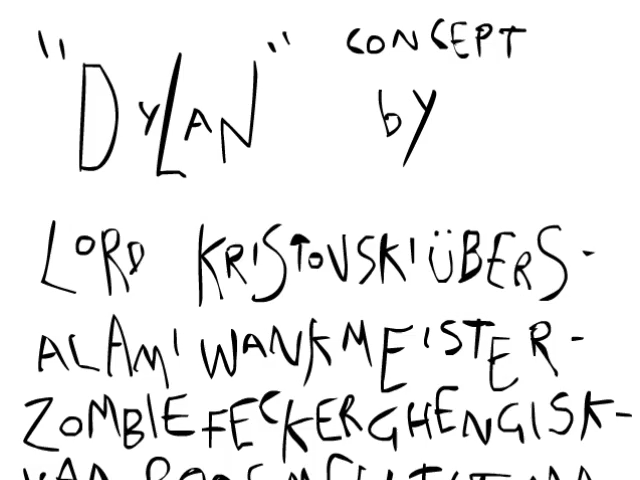 "DYLAN" CONCEPT
by
LORD KRISTOVSKIÜBERS-
ALAMIWANKMEISTER-
ZOMBIEFECKERGHENGISK-